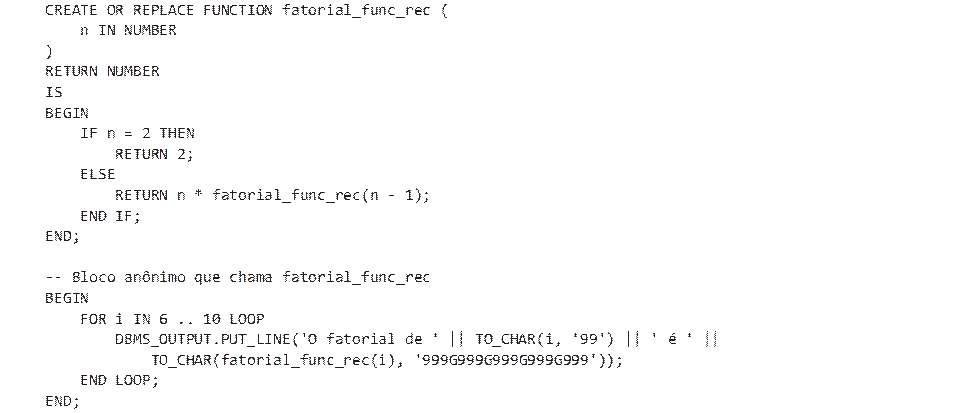 CREATE OR REPLACE FUNCTION fatorial_func_rec (
    n IN NUMBER
)
RETURN NUMBER
IS
BEGIN
    IF n = 2 THEN
        RETURN 2;
    ELSE
        RETURN n * fatorial_func_rec(n - 1);
    END IF;
END;

-- Bloco anônimo que chama fatorial_func_rec
BEGIN
    FOR i IN 6 .. 10 LOOP
        DBMS_OUTPUT.PUT_LINE('O fatorial de ' || TO_CHAR(i, '99') || ' é ' ||
            TO_CHAR(fatorial_func_rec(i), '999G999G999G999G999'));
    END LOOP;
END;